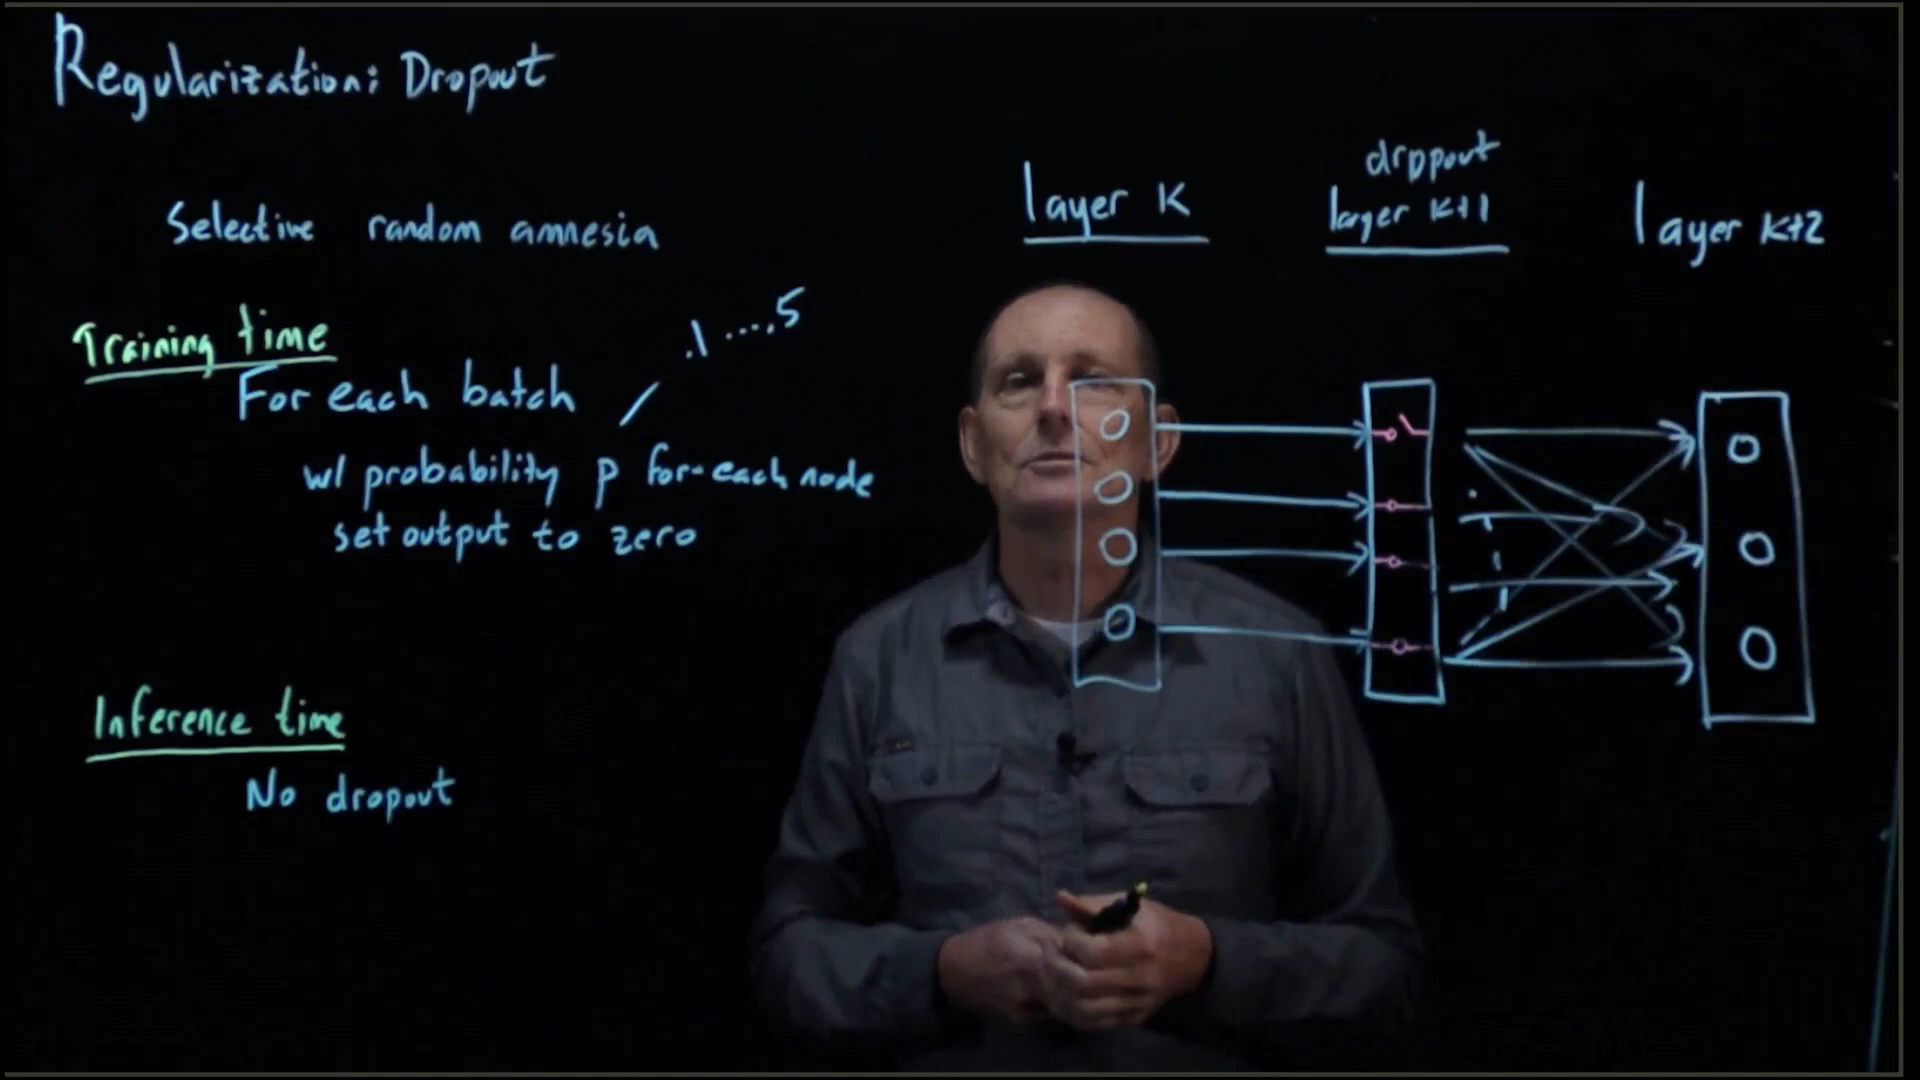 Regularization: Dropout
Selective random amnesia
Training time
.1 ....5
For each batch
w/ probability p for each node
set output to zero
Inference time
No dropout
layer K
dropout
layer K+1
layer K+2